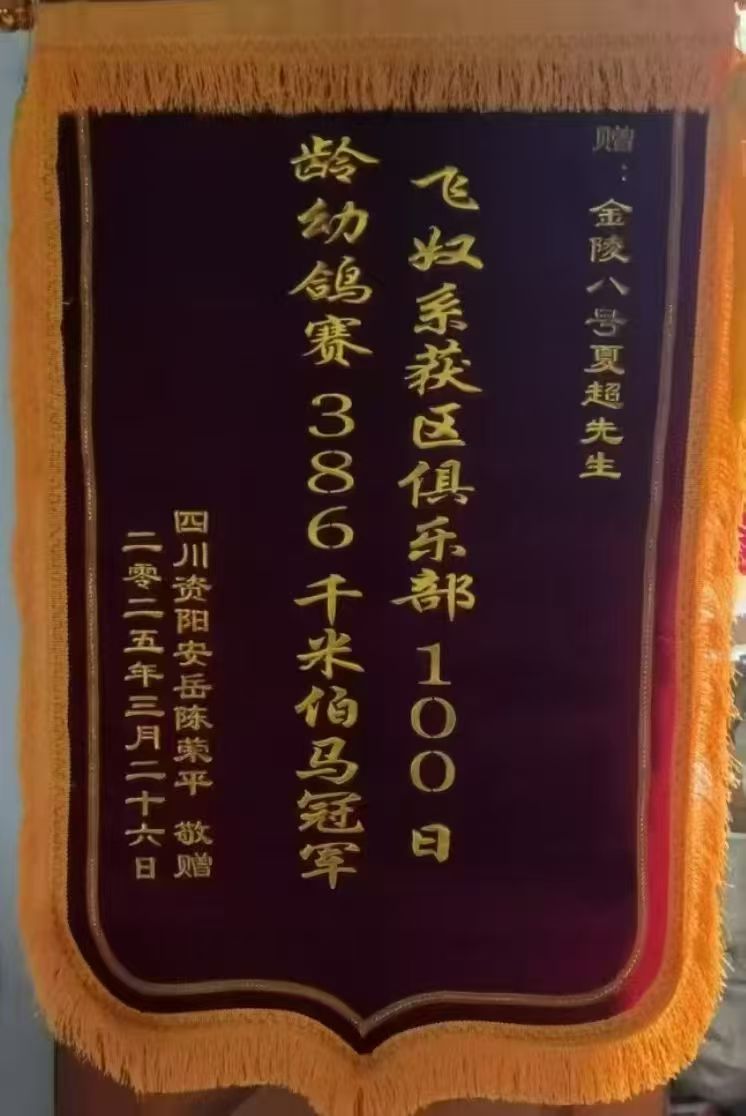 赠：金陵八号夏超先生
飞奴系获区俱乐部100日
龄幼鸽赛386千米伯马冠军
四川资阳安岳陈荣平 敬赠
二零二五年三月二十六日